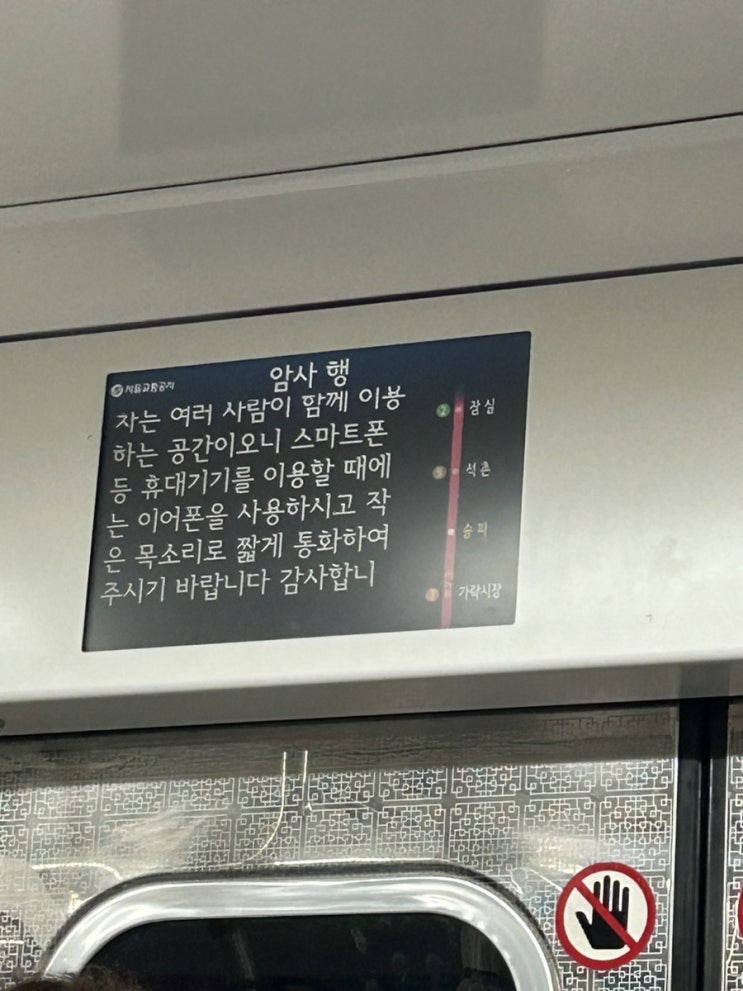 서울교통공사
암사 행
차는 여러 사람이 함께 이용
하는 공간이오니 스마트폰
등 휴대기기를 이용할 때에
는 이어폰을 사용하시고 작
은 목소리로 짧게 통화하여
주시기 바랍니다 감사합니
2 잠실
9 석촌
송파
3 가락시장